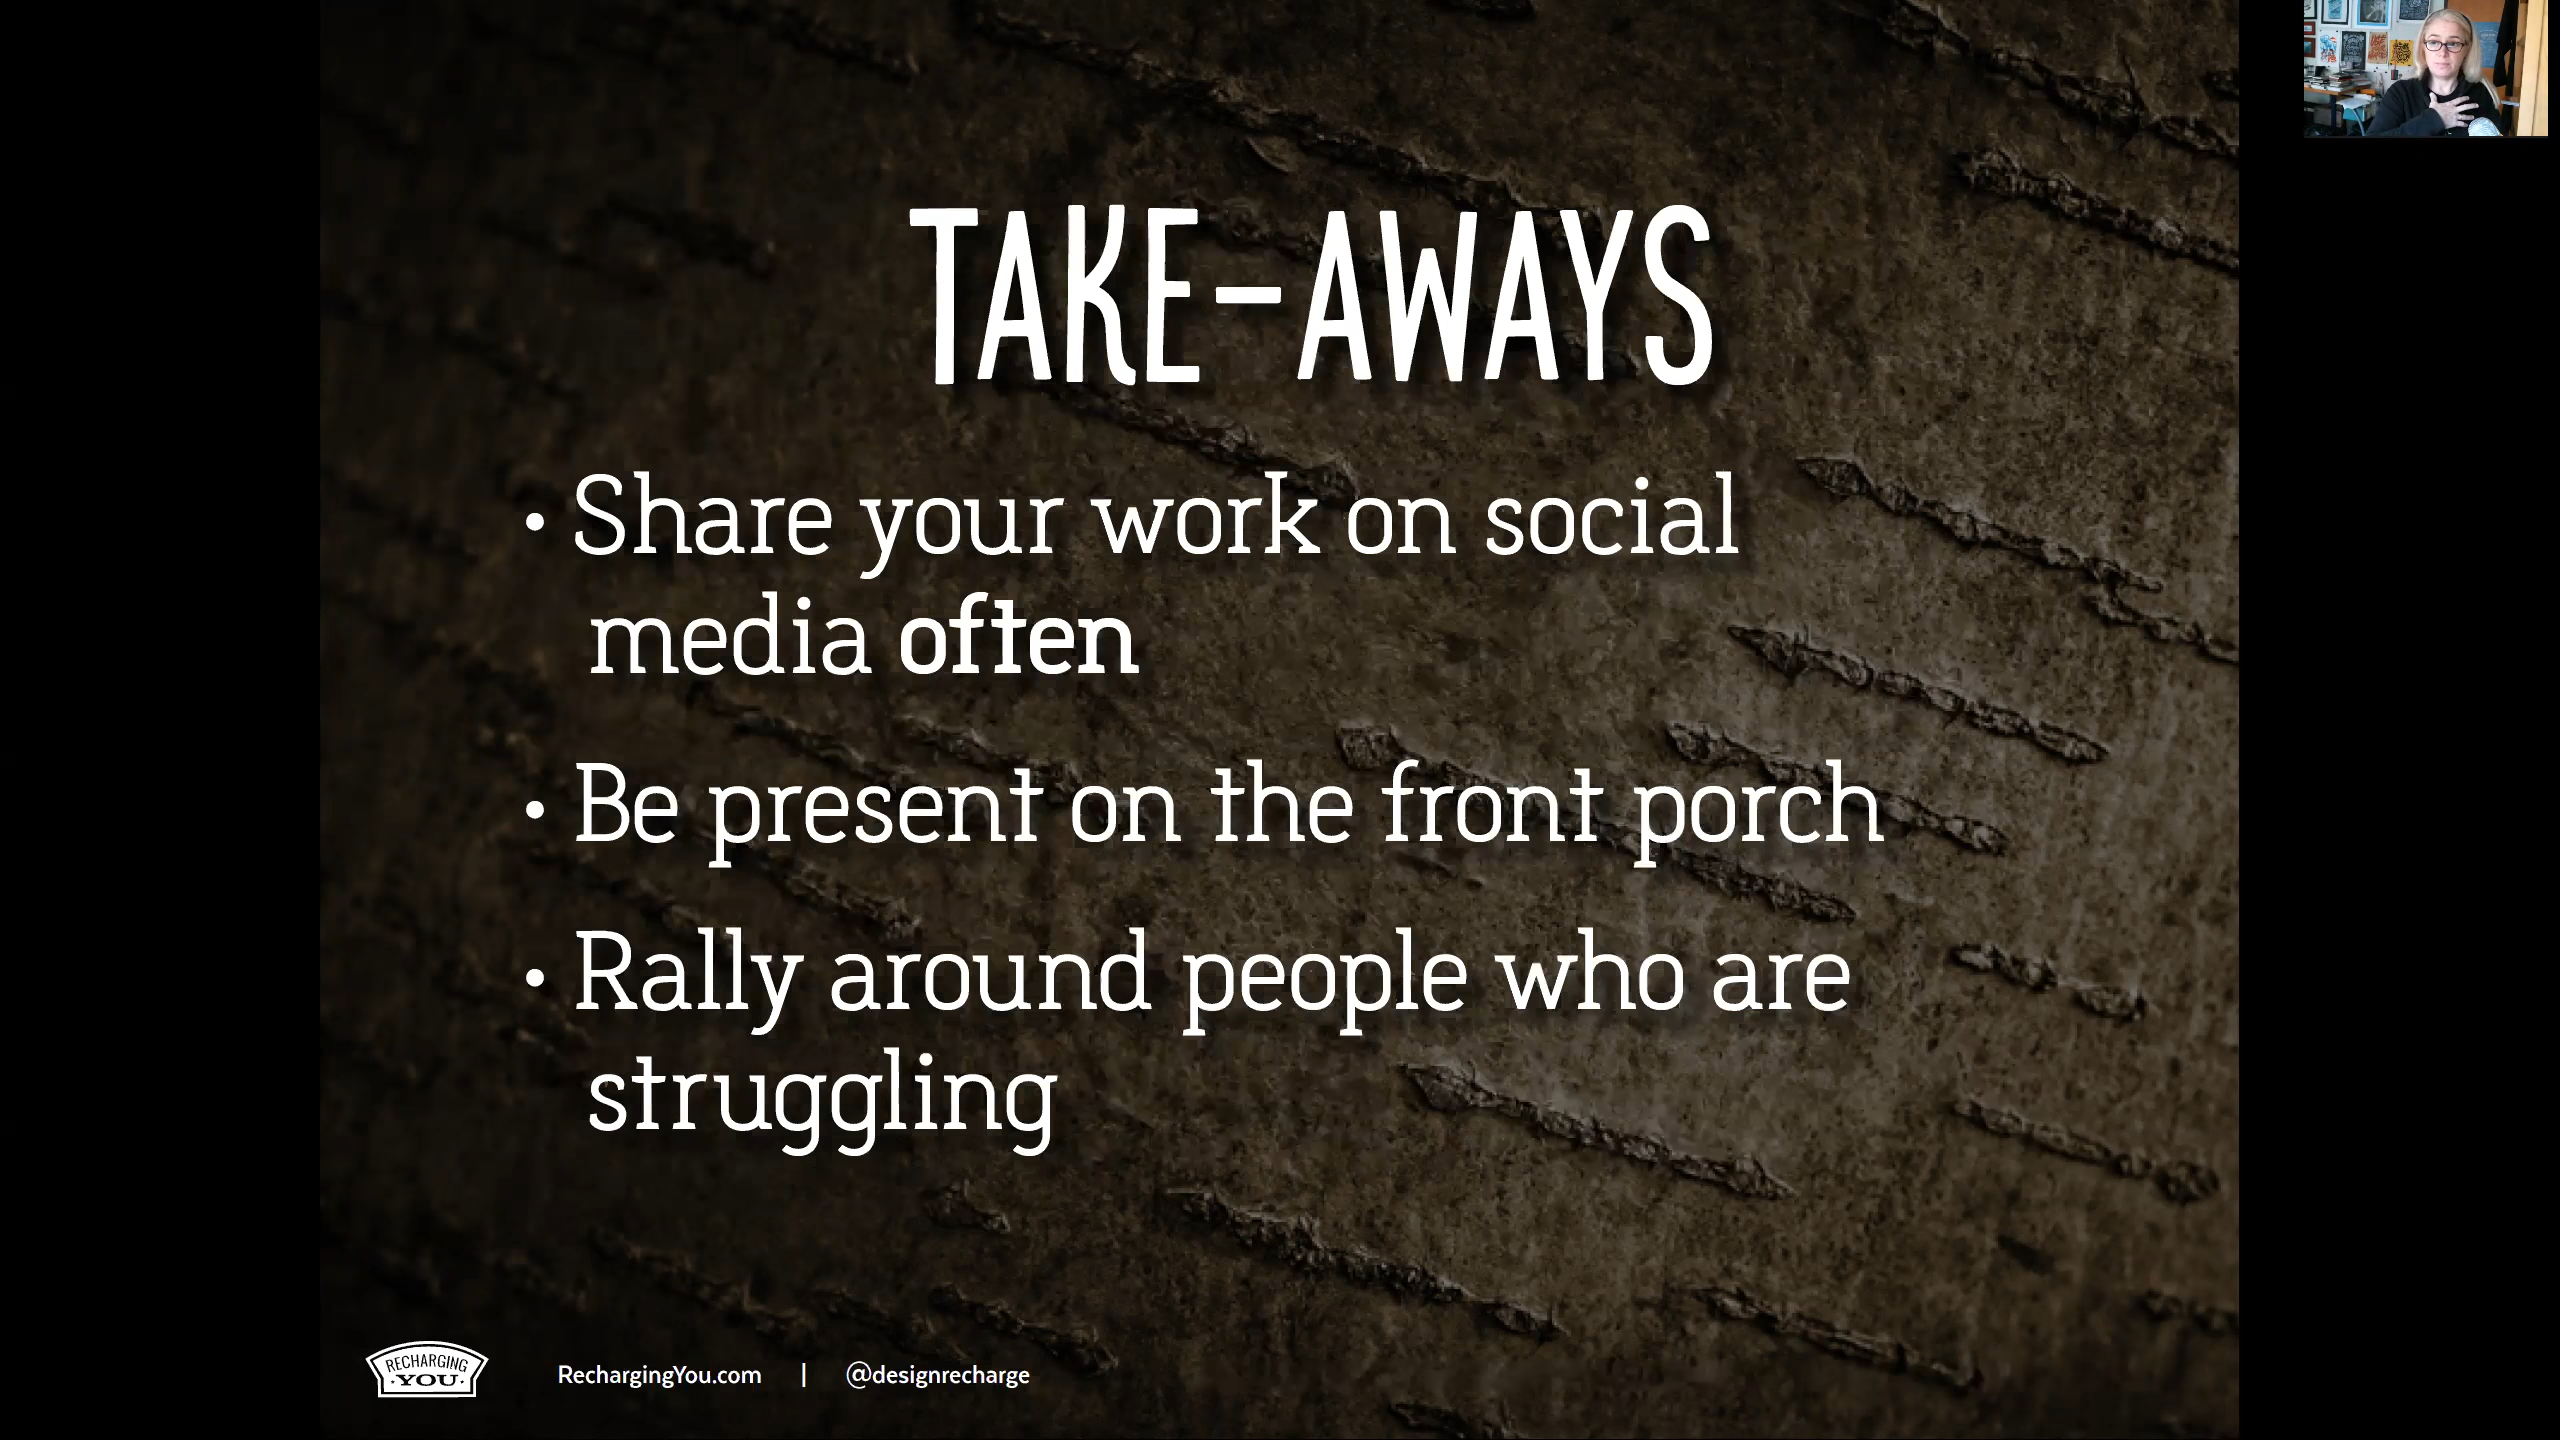 TAKE-AWAYS
• Share your work on social
media often
• Be present on the front porch
• Rally around people who are
struggling
RECHARGING
·YOU·
RechargingYou.com | @designrecharge